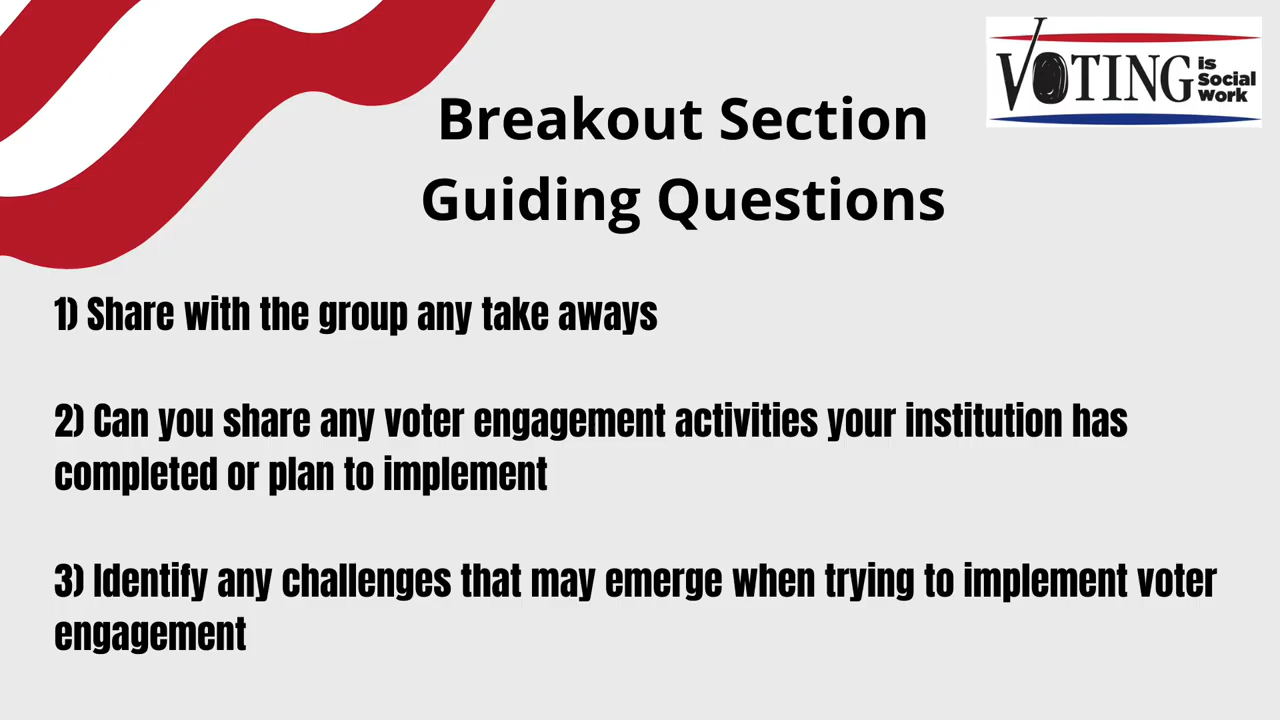 VOTING is Social Work
Breakout Section
Guiding Questions
1) Share with the group any take aways
2) Can you share any voter engagement activities your institution has
completed or plan to implement
3) Identify any challenges that may emerge when trying to implement voter
engagement